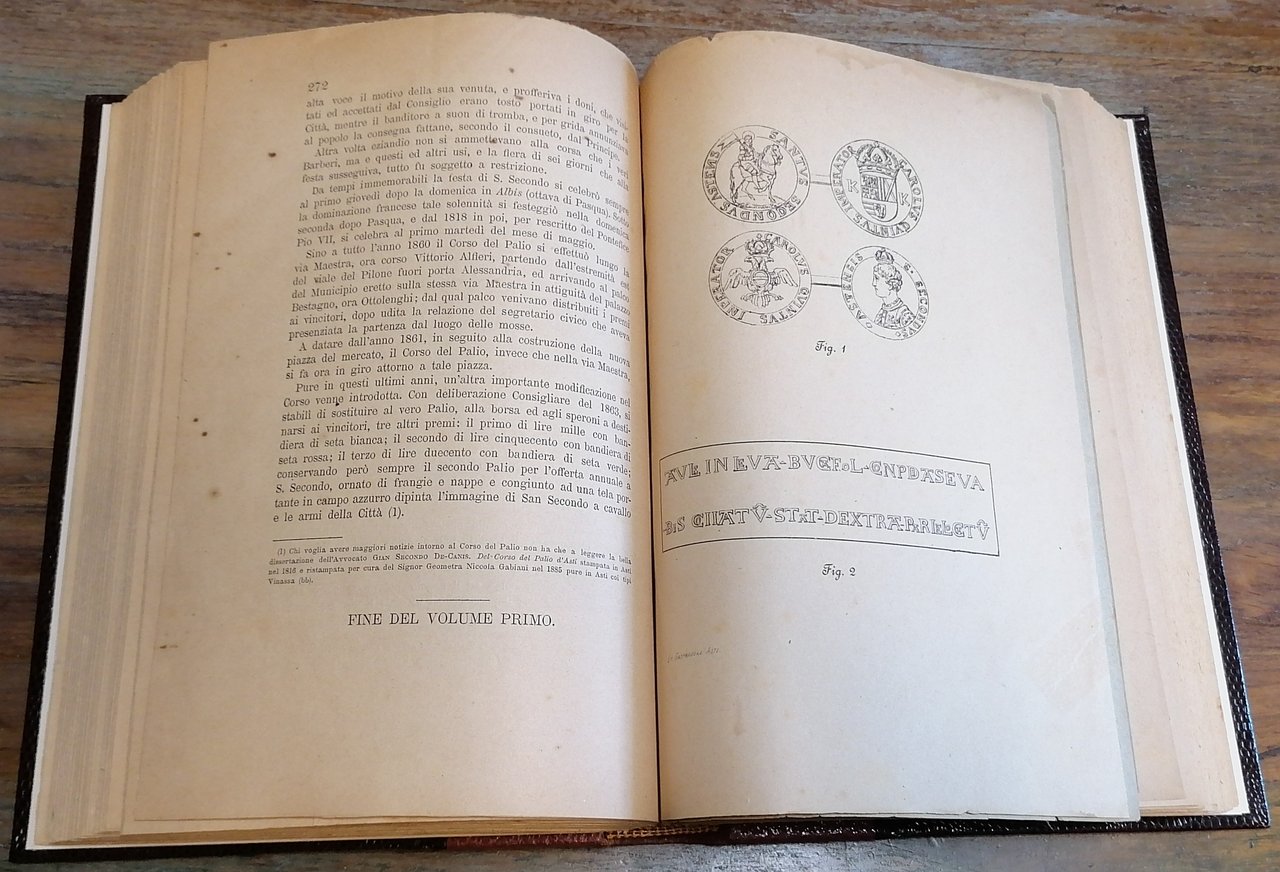 272
alta voce il motivo della sua venuta, e profferiva i doni, che
tati ed accettati dal Consiglio erano tosto portati in giro per la
Città, mentre il banditore a suon di tromba, e per grida annunziava
al popolo la consegna fattane, secondo il consueto, dal Principe.
Altra volta eziandio non si ammettevano alla corsa che i veri
Barberi, ma e questi ed altri usi, e la fiera di sei giorni che alla
festa susseguiva, tutto fu soggetto a restrizione.
Da tempi immemorabili la festa di S. Secondo si celebrò sempre
al primo giovedì dopo la domenica in Albis (ottava di Pasqua). Sotto
la dominazione francese tale solennità si festeggiò nella domenica
seconda dopo Pasqua, e dal 1818 in poi, per rescritto del Pontefice
Pio VII, si celebra al primo martedì del mese di maggio.
Sino a tutto l'anno 1860 il Corso del Palio si effettuò lungo la
via Maestra, ora corso Vittorio Alfieri, partendo dall'estremità est
del viale del Pilone fuori porta Alessandria, ed arrivando al palco
del Municipio eretto sulla stessa via Maestra in attiguità del palazzo
Bestagno, ora Ottolenghi; dal qual palco venivano distribuiti i premi
ai vincitori, dopo udita la relazione del segretario civico che aveva
presenziata la partenza dal luogo delle mosse.
A datare dall'anno 1861, in seguito alla costruzione della nuova
piazza del mercato, il Corso del Palio, invece che nella via Maestra,
si fa ora in giro attorno a tale piazza.
Pure in questi ultimi anni, un'altra importante modificazione nel
Corso venne introdotta. Con deliberazione Consigliare del 1863, si
stabilì di sostituire al vero Palio, alla borsa ed agli speroni a desti-
narsi ai vincitori, tre altri premi: il primo di lire mille con ban-
diera di seta bianca; il secondo di lire cinquecento con bandiera di
seta rossa; il terzo di lire duecento con bandiera di seta verde;
conservando però sempre il secondo Palio per l'offerta annuale a
S. Secondo, ornato di frangie e nappe e congiunto ad una tela por-
tante in campo azzurro dipinta l'immagine di San Secondo a cavallo
e le armi della Città (1).
(1) Chi voglia avere maggiori notizie intorno al Corso del Palio non ha che a leggere la bella
dissertazione dell'Avvocato GIAN SECONDO DE-CANIS. Del Corso del Palio d'Asti stampata in Asti
nel 1816 e ristampata per cura del Signor Geometra Niccola Gabiani nel 1885 pure in Asti coi tipi
Vinassa (bb).
FINE DEL VOLUME PRIMO.
SANTVS SEGONDVS ASTENS
CAROLVS QVINTVS IMPERATOR
K K
CAROLVS QVINTVS IMPERATOR
S. SECONDVS ASTENSIS
Fig. 1
Fig. 2